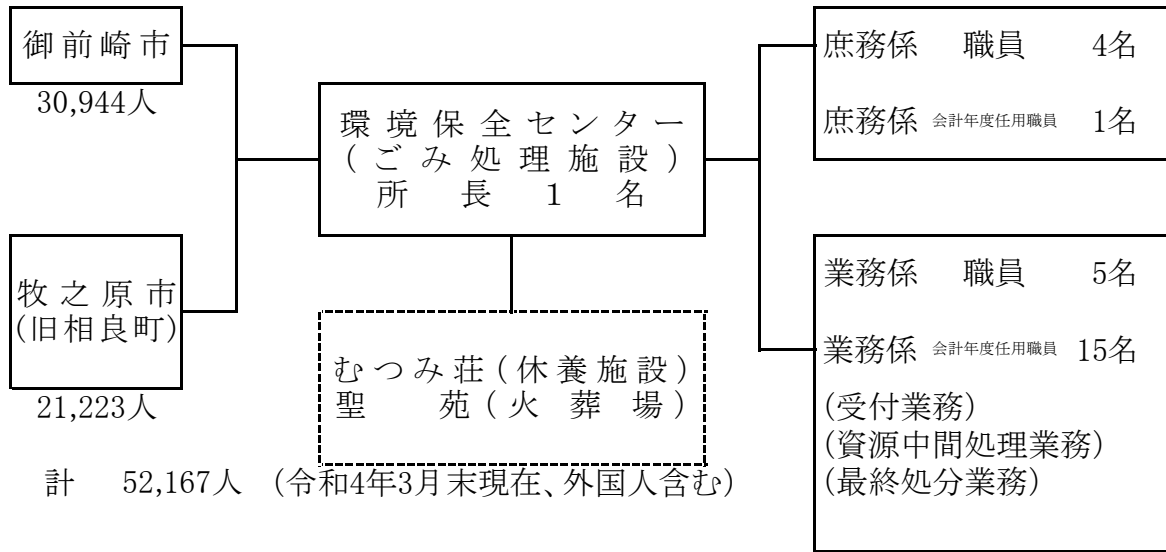 御前崎市
30,944人
牧之原市
(旧相良町)
21,223人
環境保全センター
(ごみ処理施設)
所長 1 名
むつみ荘(休養施設)
聖 苑(火葬場)
庶務係 職員 4名
庶務係 会計年度任用職員 1名
業務係 職員 5名
業務係 会計年度任用職員 15名
(受付業務)
(資源中間処理業務)
(最終処分業務)
計 52,167人 (令和4年3月末現在、外国人含む)